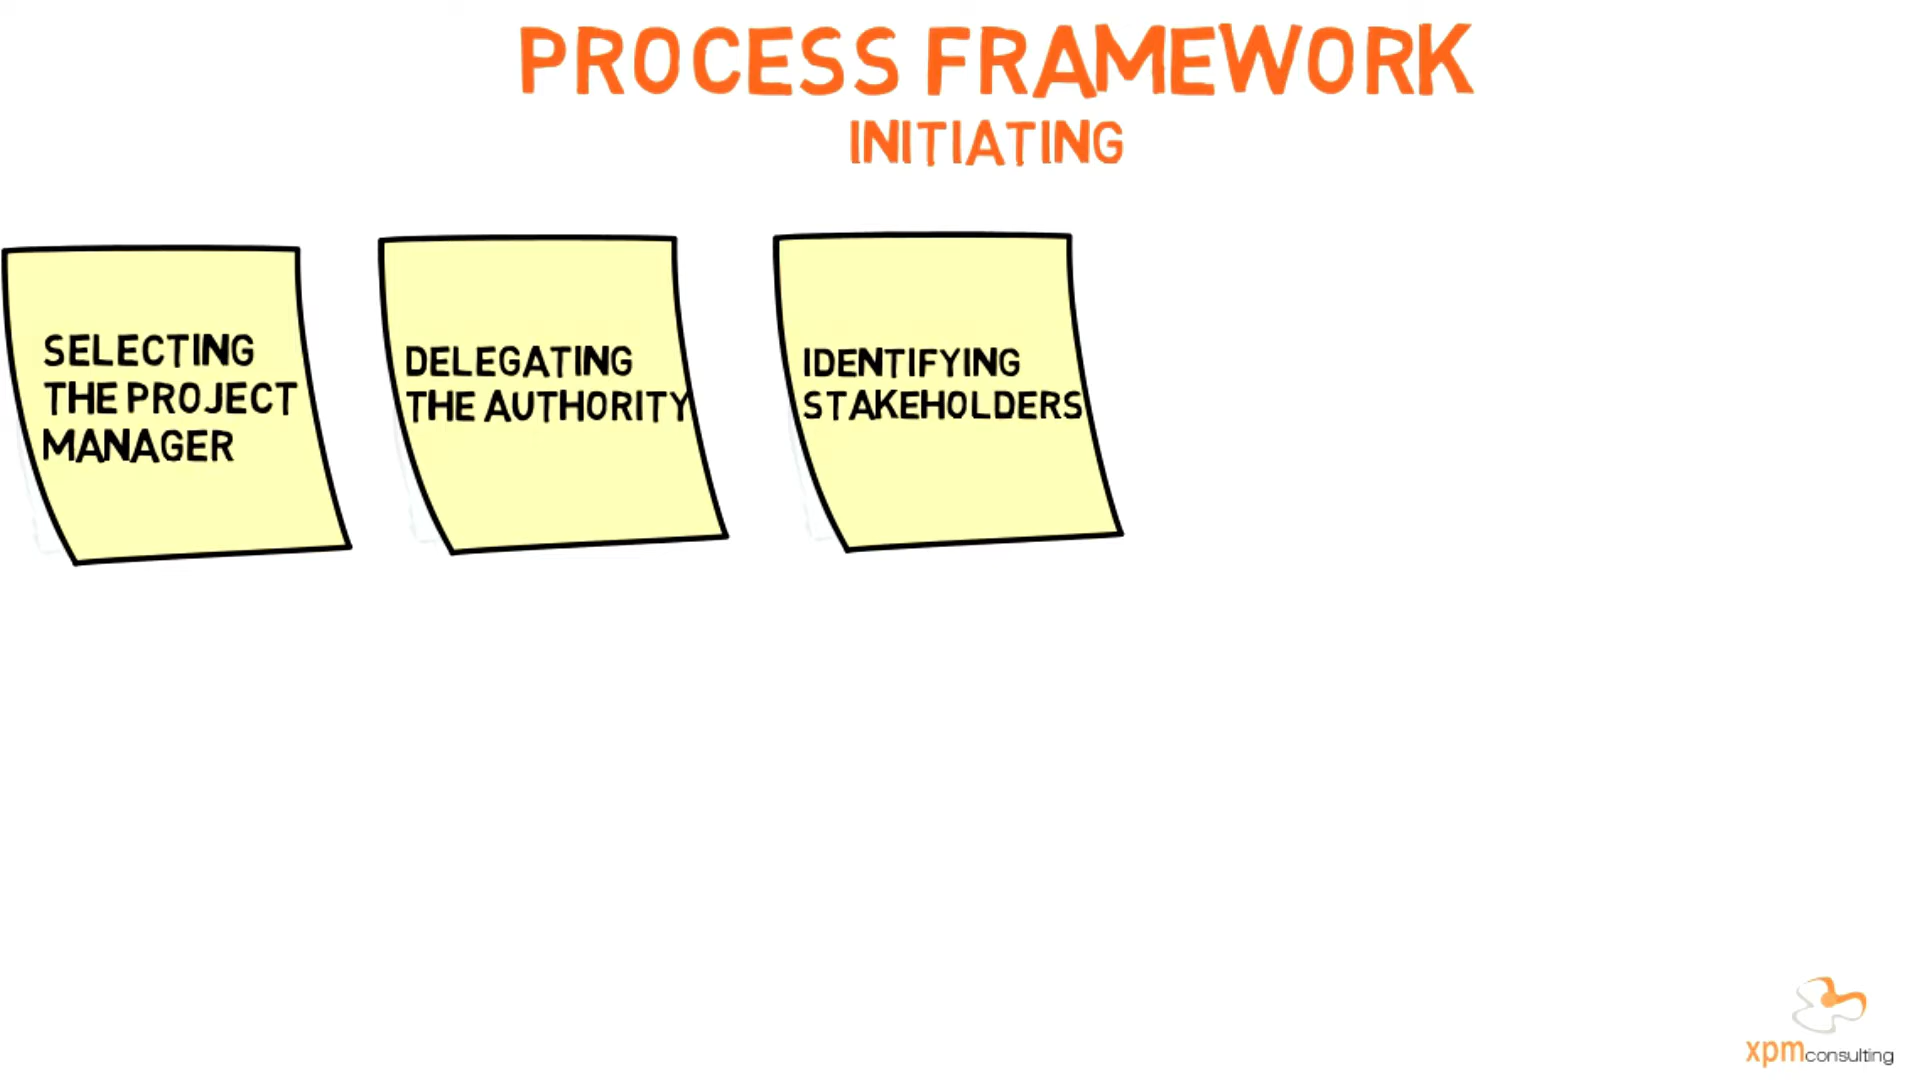 PROCESS FRAMEWORK
INITIATING
SELECTING
THE PROJECT
MANAGER
DELEGATING
THE AUTHORITY
IDENTIFYING
STAKEHOLDERS
xpmconsulting